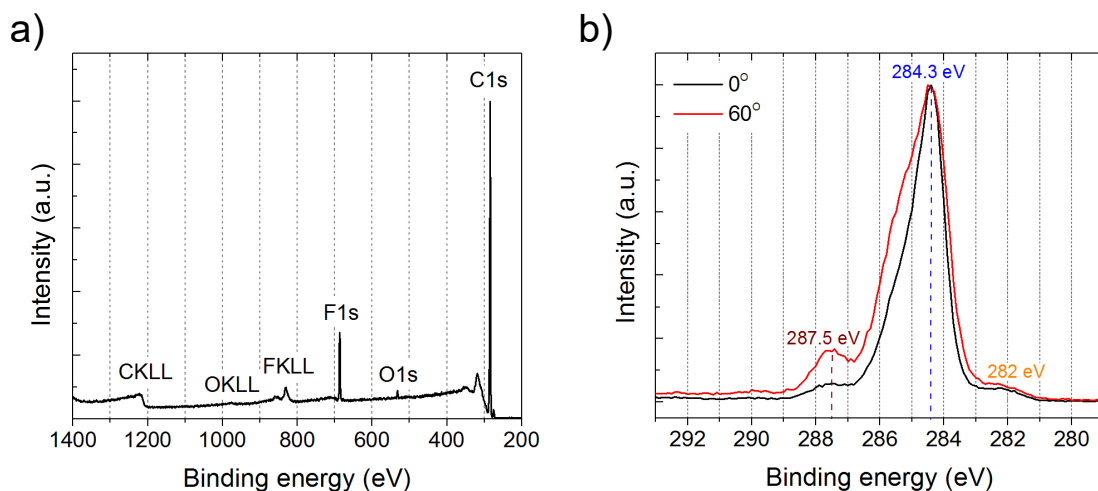 a)
C1s
F1s
FKLL
O1s
CKLL
OKLL
1400 1200 1000 800 600 400 200
Binding energy (eV)
Intensity (a.u.)
b)
284.3 eV
0°
60°
287.5 eV
282 eV
292 290 288 286 284 282 280
Binding energy (eV)
Intensity (a.u.)